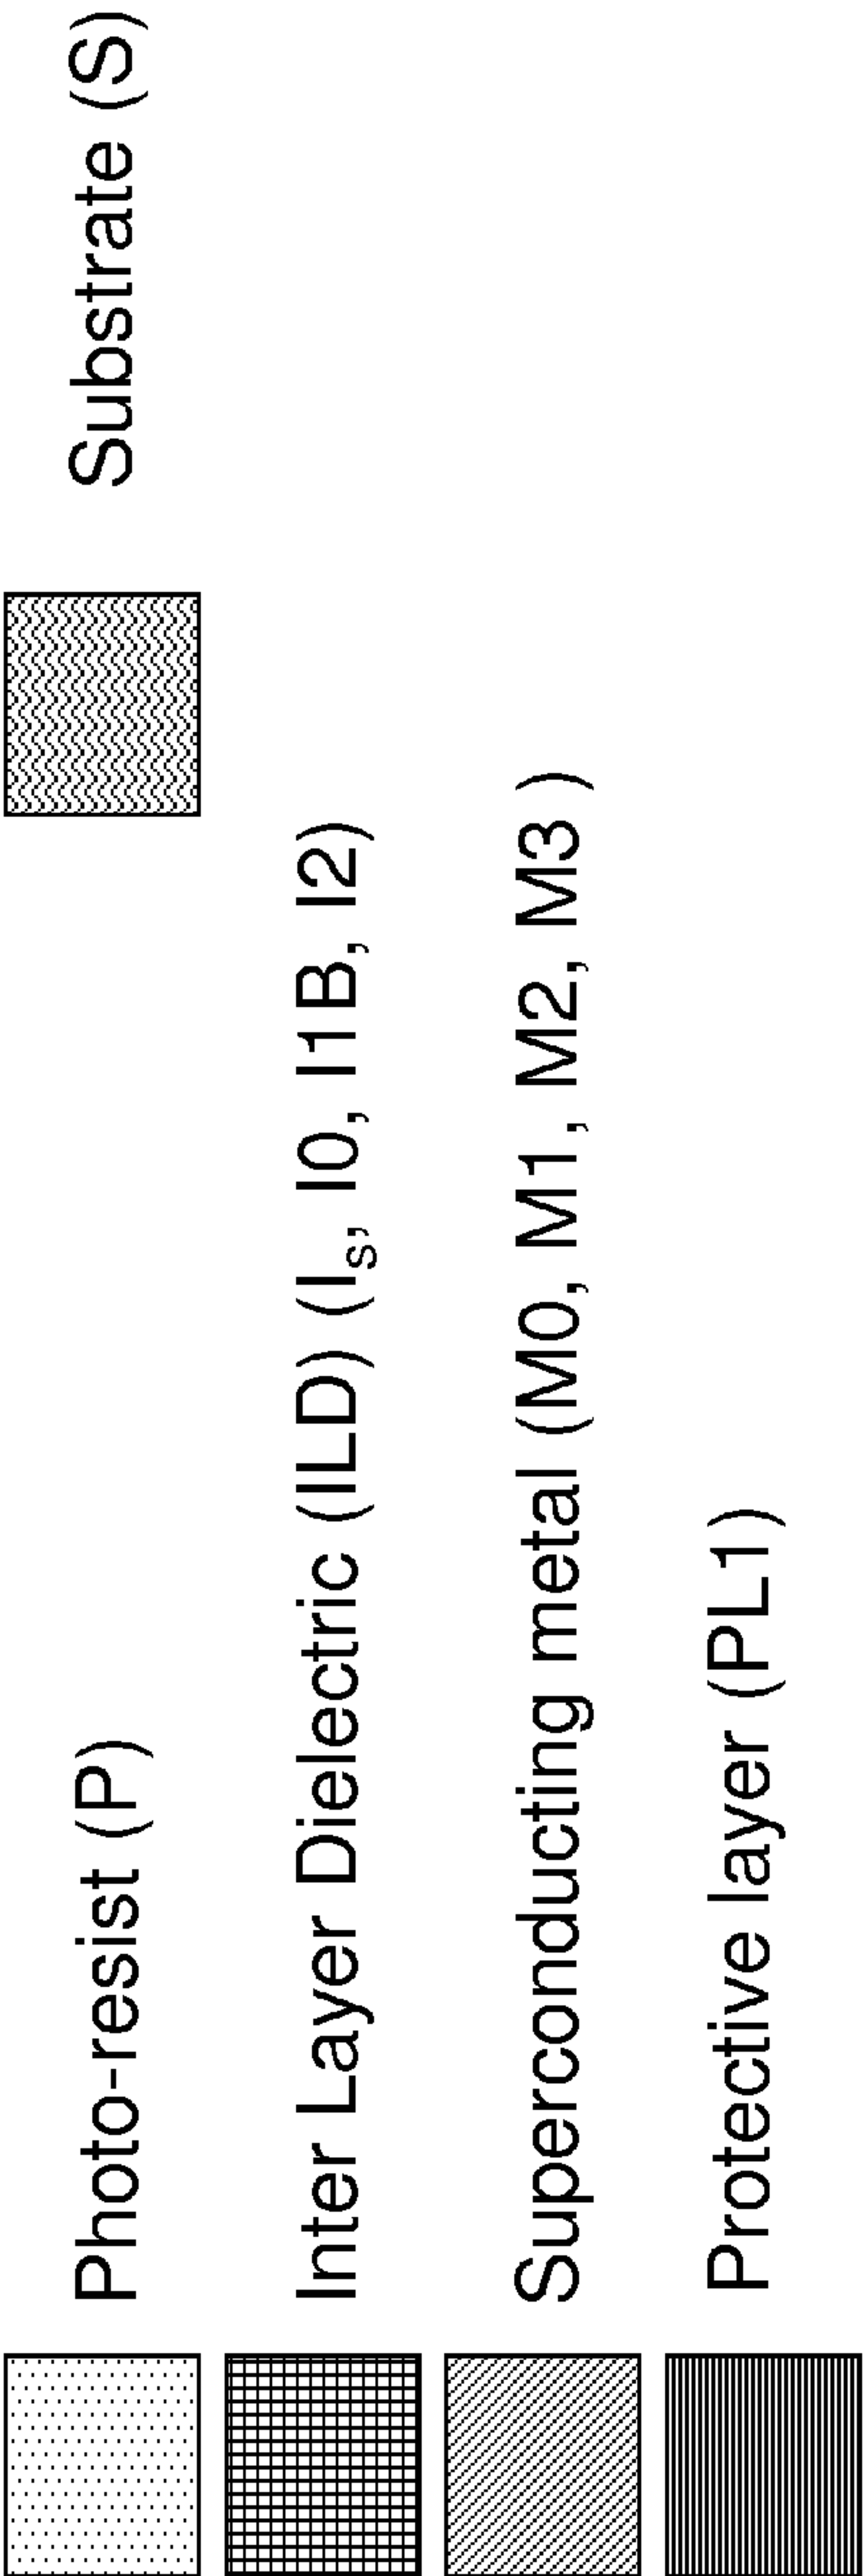 Photo-resist (P)
Substrate (S)
Inter Layer Dielectric (ILD) (Is, I0, I1B, I2)
Superconducting metal (M0, M1, M2, M3 )
Protective layer (PL1)